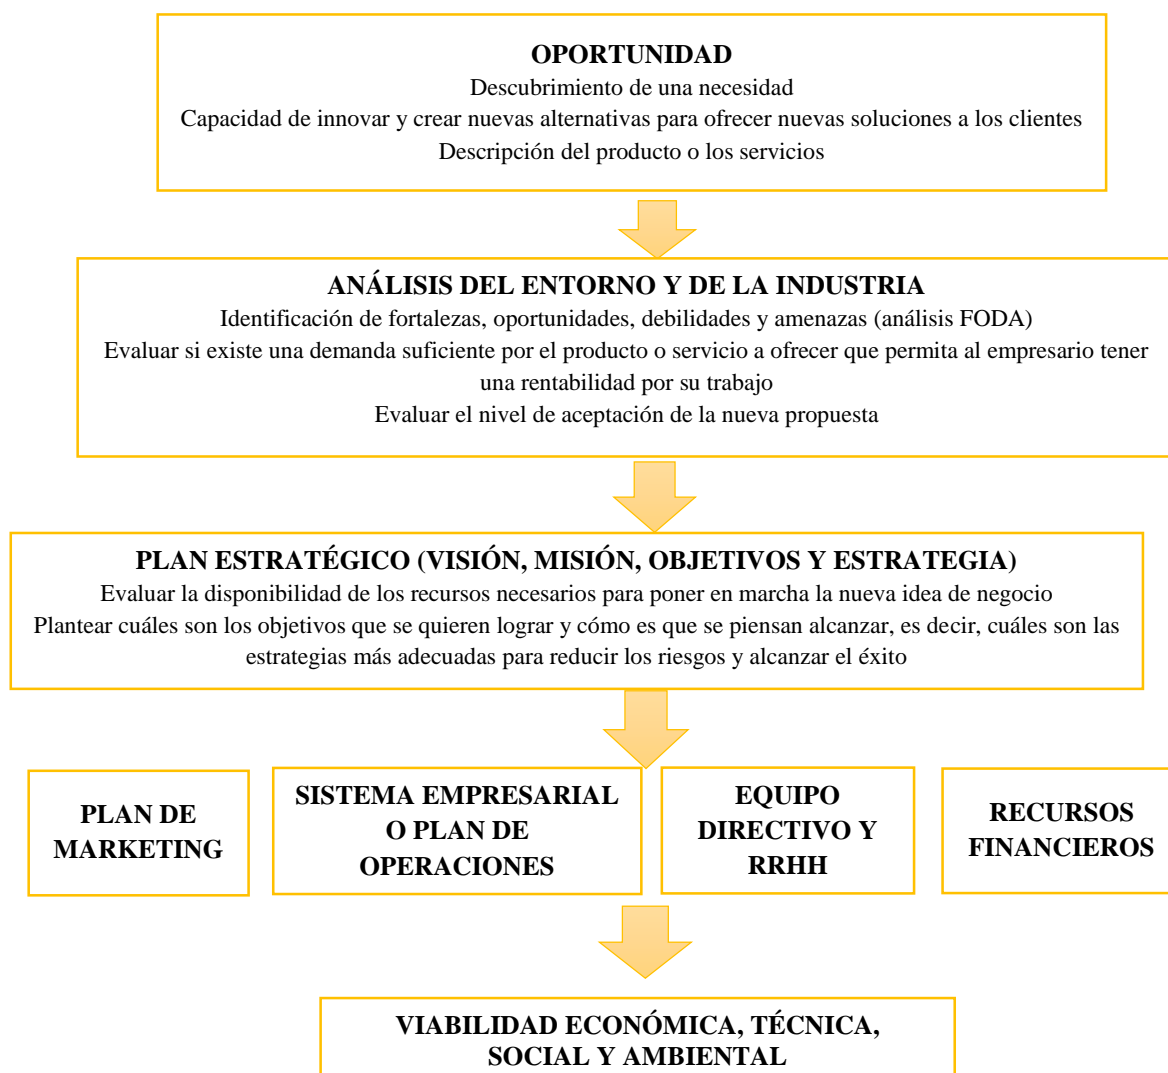 OPORTUNIDAD
Descubrimiento de una necesidad
Capacidad de innovar y crear nuevas alternativas para ofrecer nuevas soluciones a los clientes
Descripción del producto o los servicios
ANÁLISIS DEL ENTORNO Y DE LA INDUSTRIA
Identificación de fortalezas, oportunidades, debilidades y amenazas (análisis FODA)
Evaluar si existe una demanda suficiente por el producto o servicio a ofrecer que permita al empresario tener
una rentabilidad por su trabajo
Evaluar el nivel de aceptación de la nueva propuesta
PLAN ESTRATÉGICO (VISIÓN, MISIÓN, OBJETIVOS Y ESTRATEGIA)
Evaluar la disponibilidad de los recursos necesarios para poner en marcha la nueva idea de negocio
Plantear cuáles son los objetivos que se quieren lograr y cómo es que se piensan alcanzar, es decir, cuáles son las
estrategias más adecuadas para reducir los riesgos y alcanzar el éxito
PLAN DE
MARKETING
SISTEMA EMPRESARIAL
O PLAN DE
OPERACIONES
EQUIPO
DIRECTIVO Y
RRHH
RECURSOS
FINANCIEROS
VIABILIDAD ECONÓMICA, TÉCNICA,
SOCIAL Y AMBIENTAL